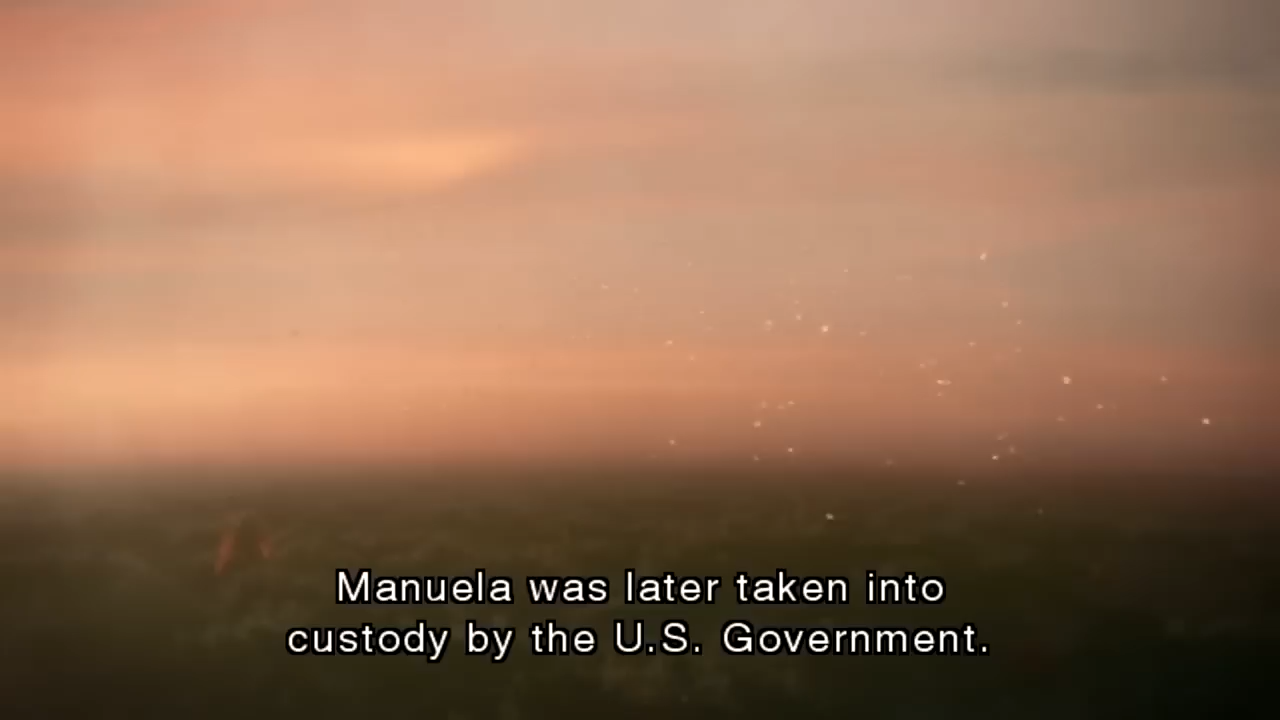 Manuela was later taken into
custody by the U.S. Government.